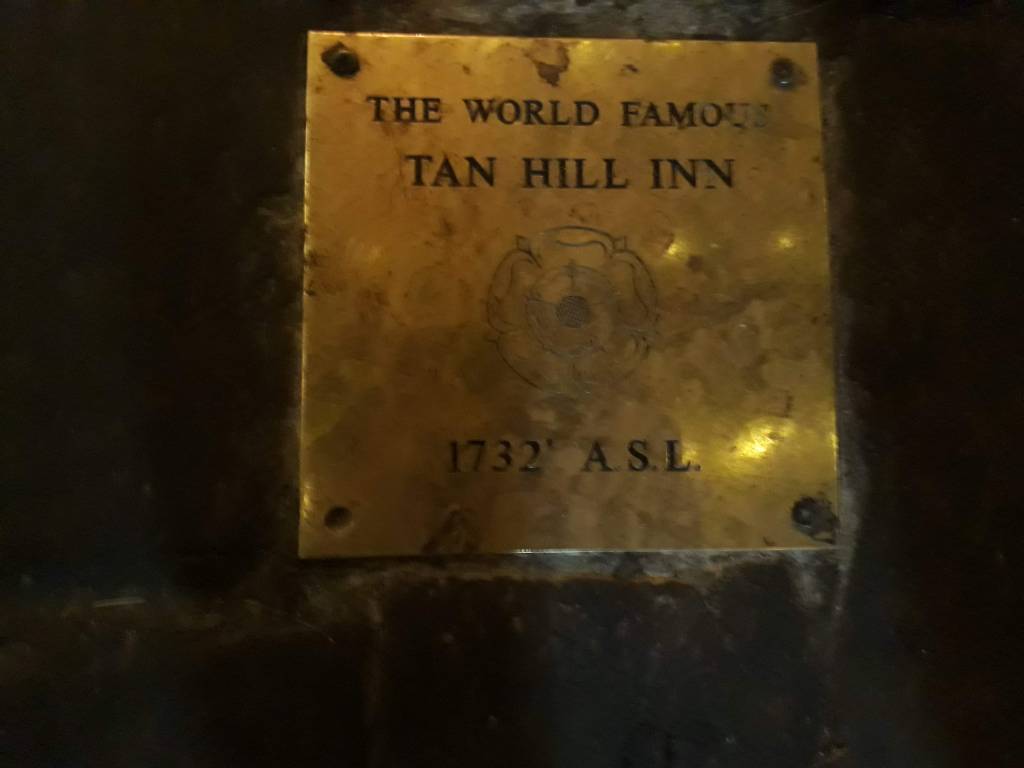 THE WORLD FAMOUS
TAN HILL INN
1732' A.S.L.